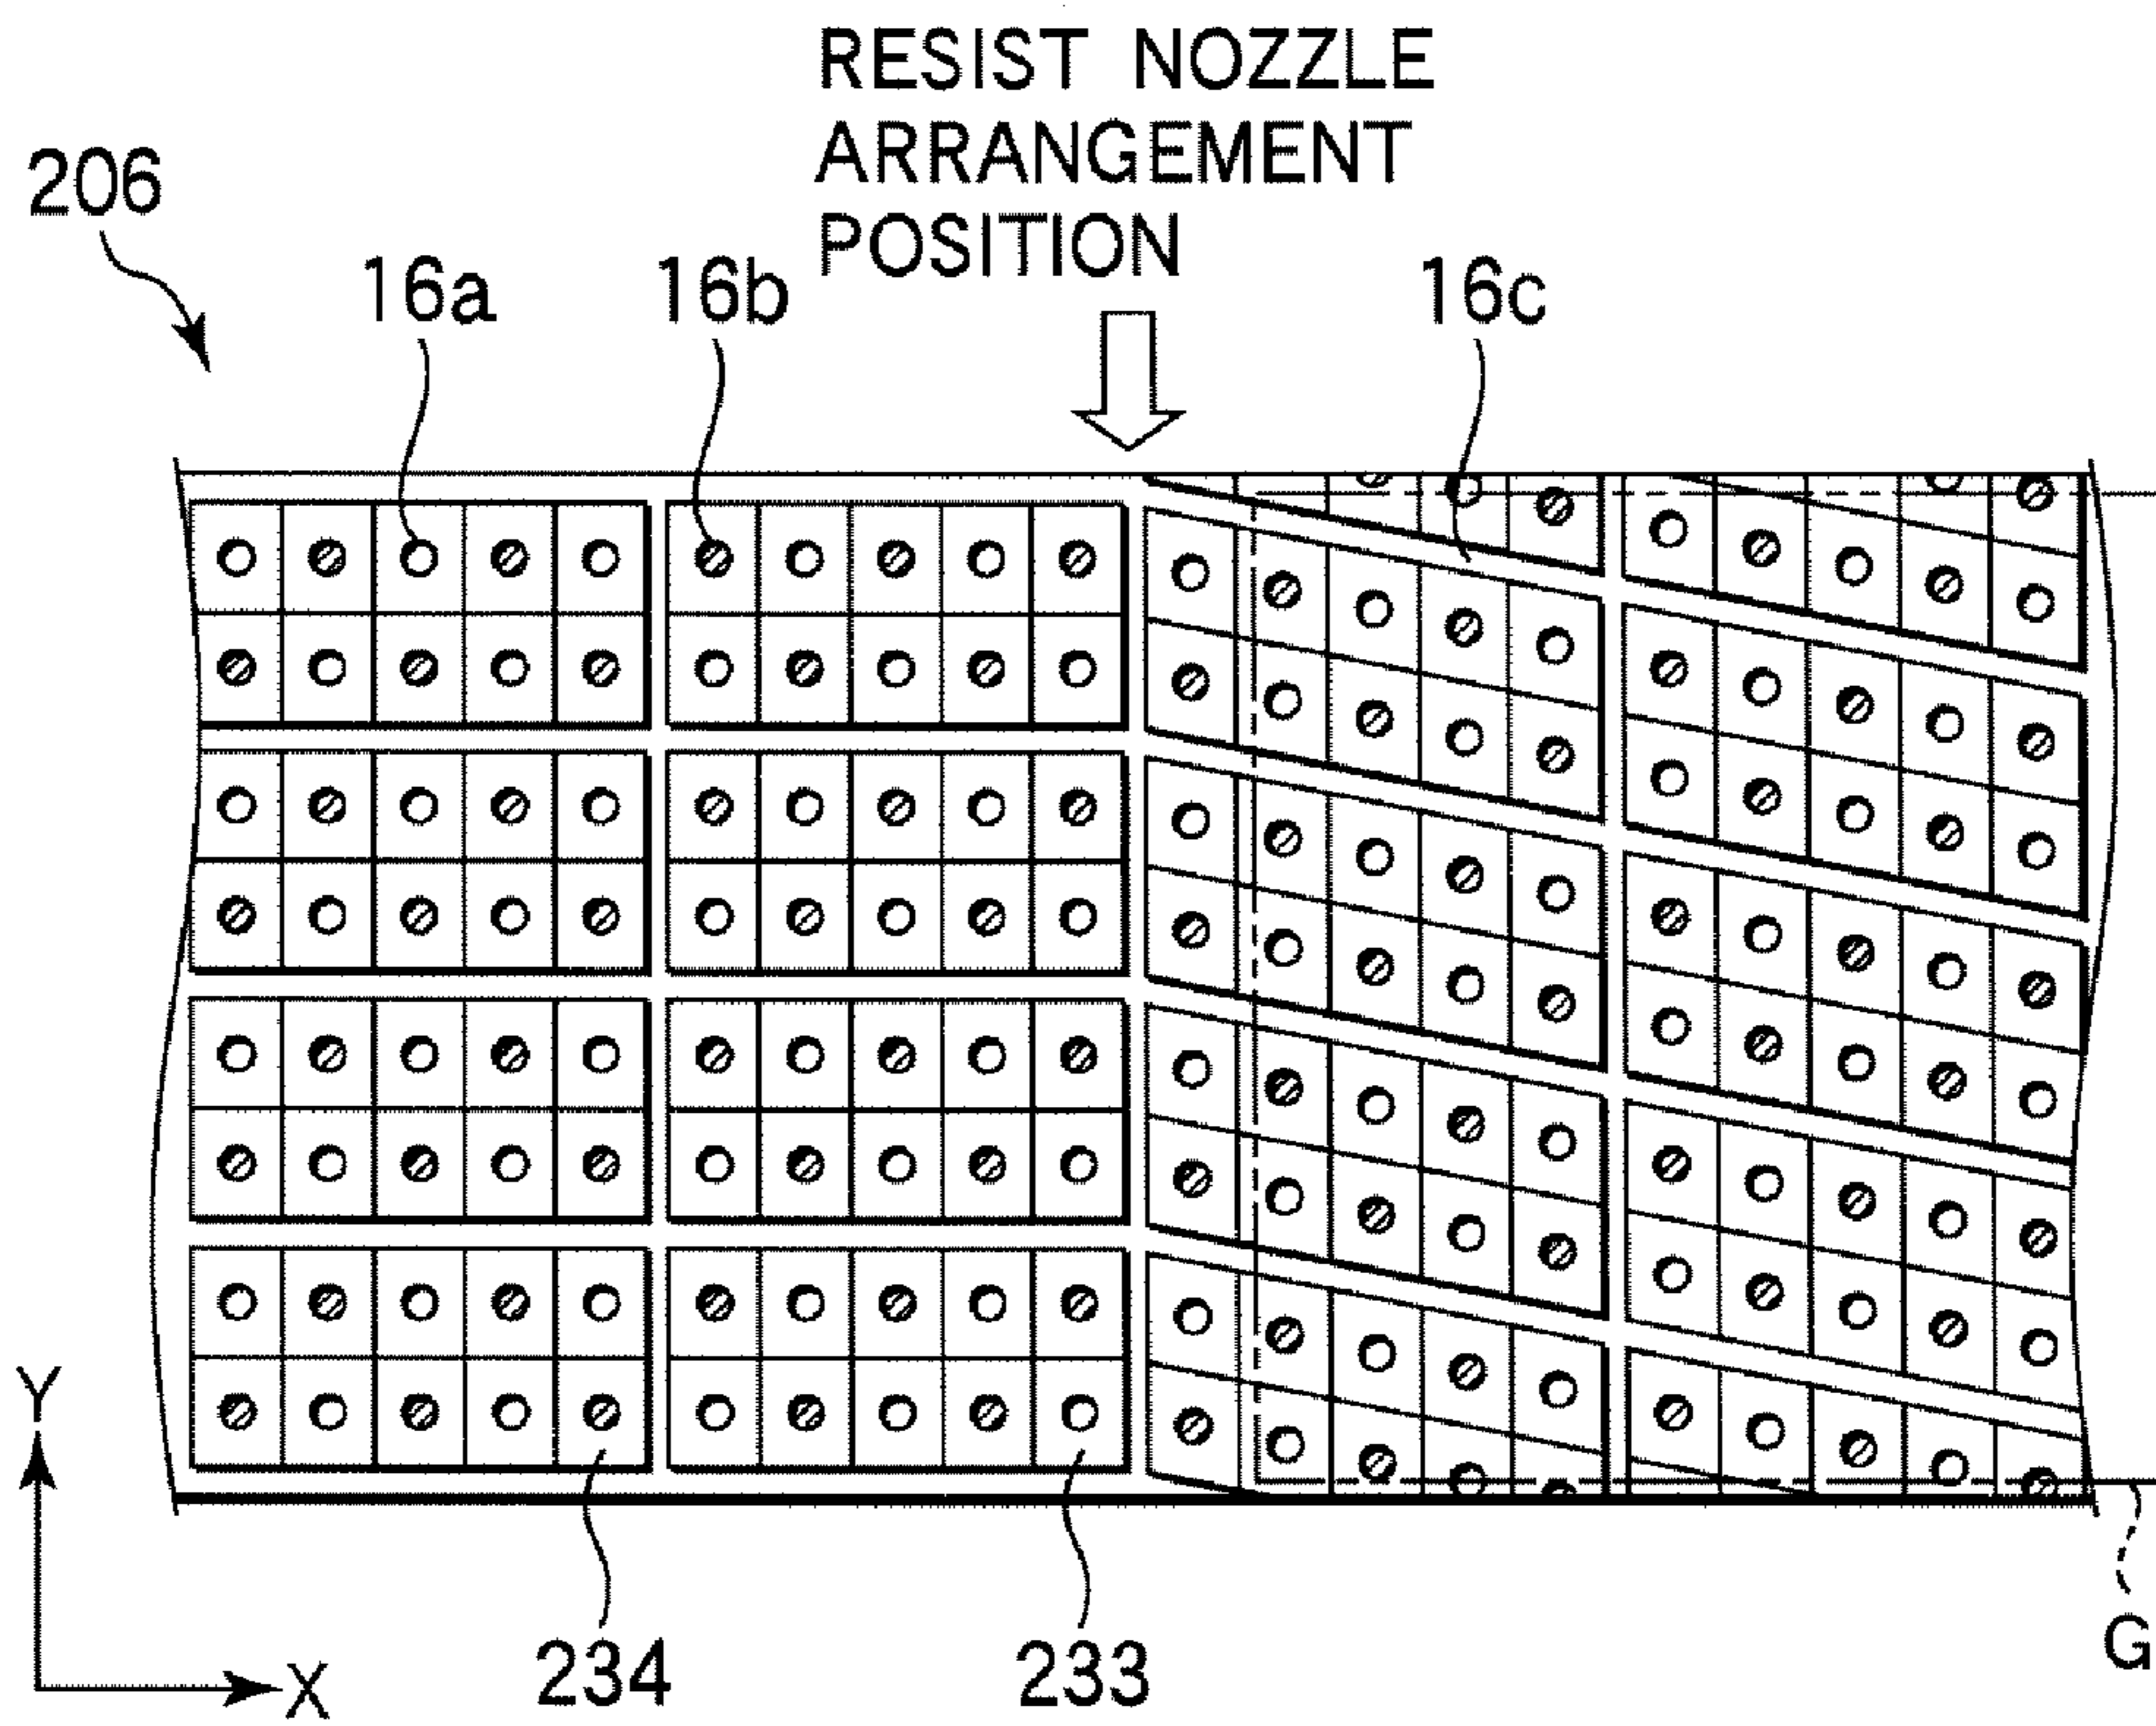 RESIST NOZZLE
ARRANGEMENT
POSITION
206
16a
16b
16c
Y
X
234
233
G